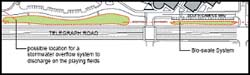 TELEGRAPH ROAD
possible location for a
stormwater overflow system to
discharge on the playing fields
Bio-swale System